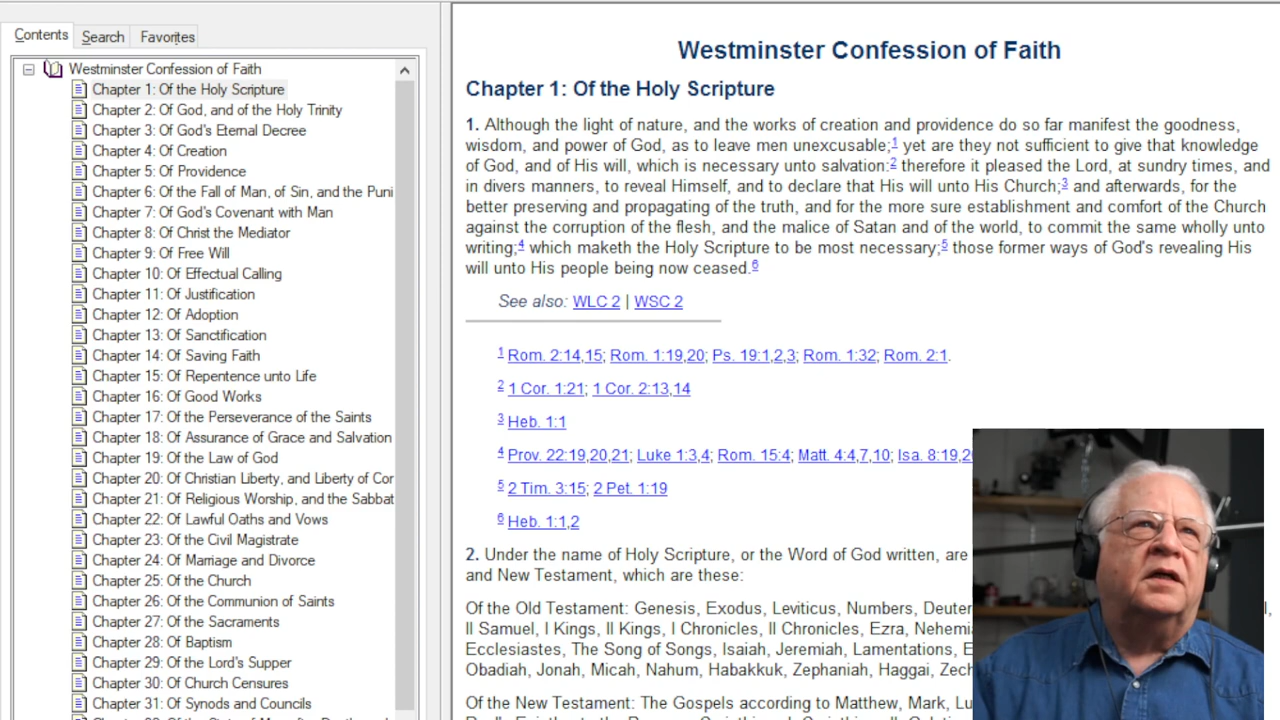 Contents
Search
Favorites
Westminster Confession of Faith
Chapter 1: Of the Holy Scripture
Chapter 2: Of God, and of the Holy Trinity
Chapter 3: Of God's Eternal Decree
Chapter 4: Of Creation
Chapter 5: Of Providence
Chapter 6: Of the Fall of Man, of Sin, and the Puni
Chapter 7: Of God's Covenant with Man
Chapter 8: Of Christ the Mediator
Chapter 9: Of Free Will
Chapter 10: Of Effectual Calling
Chapter 11: Of Justification
Chapter 12: Of Adoption
Chapter 13: Of Sanctification
Chapter 14: Of Saving Faith
Chapter 15: Of Repentence unto Life
Chapter 16: Of Good Works
Chapter 17: Of the Perseverance of the Saints
Chapter 18: Of Assurance of Grace and Salvation
Chapter 19: Of the Law of God
Chapter 20: Of Christian Liberty, and Liberty of Cor
Chapter 21: Of Religious Worship, and the Sabbat
Chapter 22: Of Lawful Oaths and Vows
Chapter 23: Of the Civil Magistrate
Chapter 24: Of Marriage and Divorce
Chapter 25: Of the Church
Chapter 26: Of the Communion of Saints
Chapter 27: Of the Sacraments
Chapter 28: Of Baptism
Chapter 29: Of the Lord's Supper
Chapter 30: Of Church Censures
Chapter 31: Of Synods and Councils
Westminster Confession of Faith
Chapter 1: Of the Holy Scripture
1. Although the light of nature, and the works of creation and providence do so far manifest the goodness,
wisdom, and power of God, as to leave men unexcusable;1 yet are they not sufficient to give that knowledge
of God, and of His will, which is necessary unto salvation:2 therefore it pleased the Lord, at sundry times, and
in divers manners, to reveal Himself, and to declare that His will unto His Church;3 and afterwards, for the
better preserving and propagating of the truth, and for the more sure establishment and comfort of the Church
against the corruption of the flesh, and the malice of Satan and of the world, to commit the same wholly unto
writing;4 which maketh the Holy Scripture to be most necessary;5 those former ways of God's revealing His
will unto His people being now ceased.6
See also: WLC 2 | WSC 2
1 Rom. 2:14,15; Rom. 1:19,20; Ps. 19:1,2,3; Rom. 1:32; Rom. 2:1.
2 1 Cor. 1:21; 1 Cor. 2:13,14
3 Heb. 1:1
4 Prov. 22:19,20,21; Luke 1:3,4; Rom. 15:4; Matt. 4:4,7,10; Isa. 8:19,2
5 2 Tim. 3:15; 2 Pet. 1:19
6 Heb. 1:1,2
2. Under the name of Holy Scripture, or the Word of God written, are
and New Testament, which are these:
Of the Old Testament: Genesis, Exodus, Leviticus, Numbers, Deuter
II Samuel, I Kings, II Kings, I Chronicles, II Chronicles, Ezra, Nehemi
Ecclesiastes, The Song of Songs, Isaiah, Jeremiah, Lamentations, E
Obadiah, Jonah, Micah, Nahum, Habakkuk, Zephaniah, Haggai, Zech
Of the New Testament: The Gospels according to Matthew, Mark, Lu